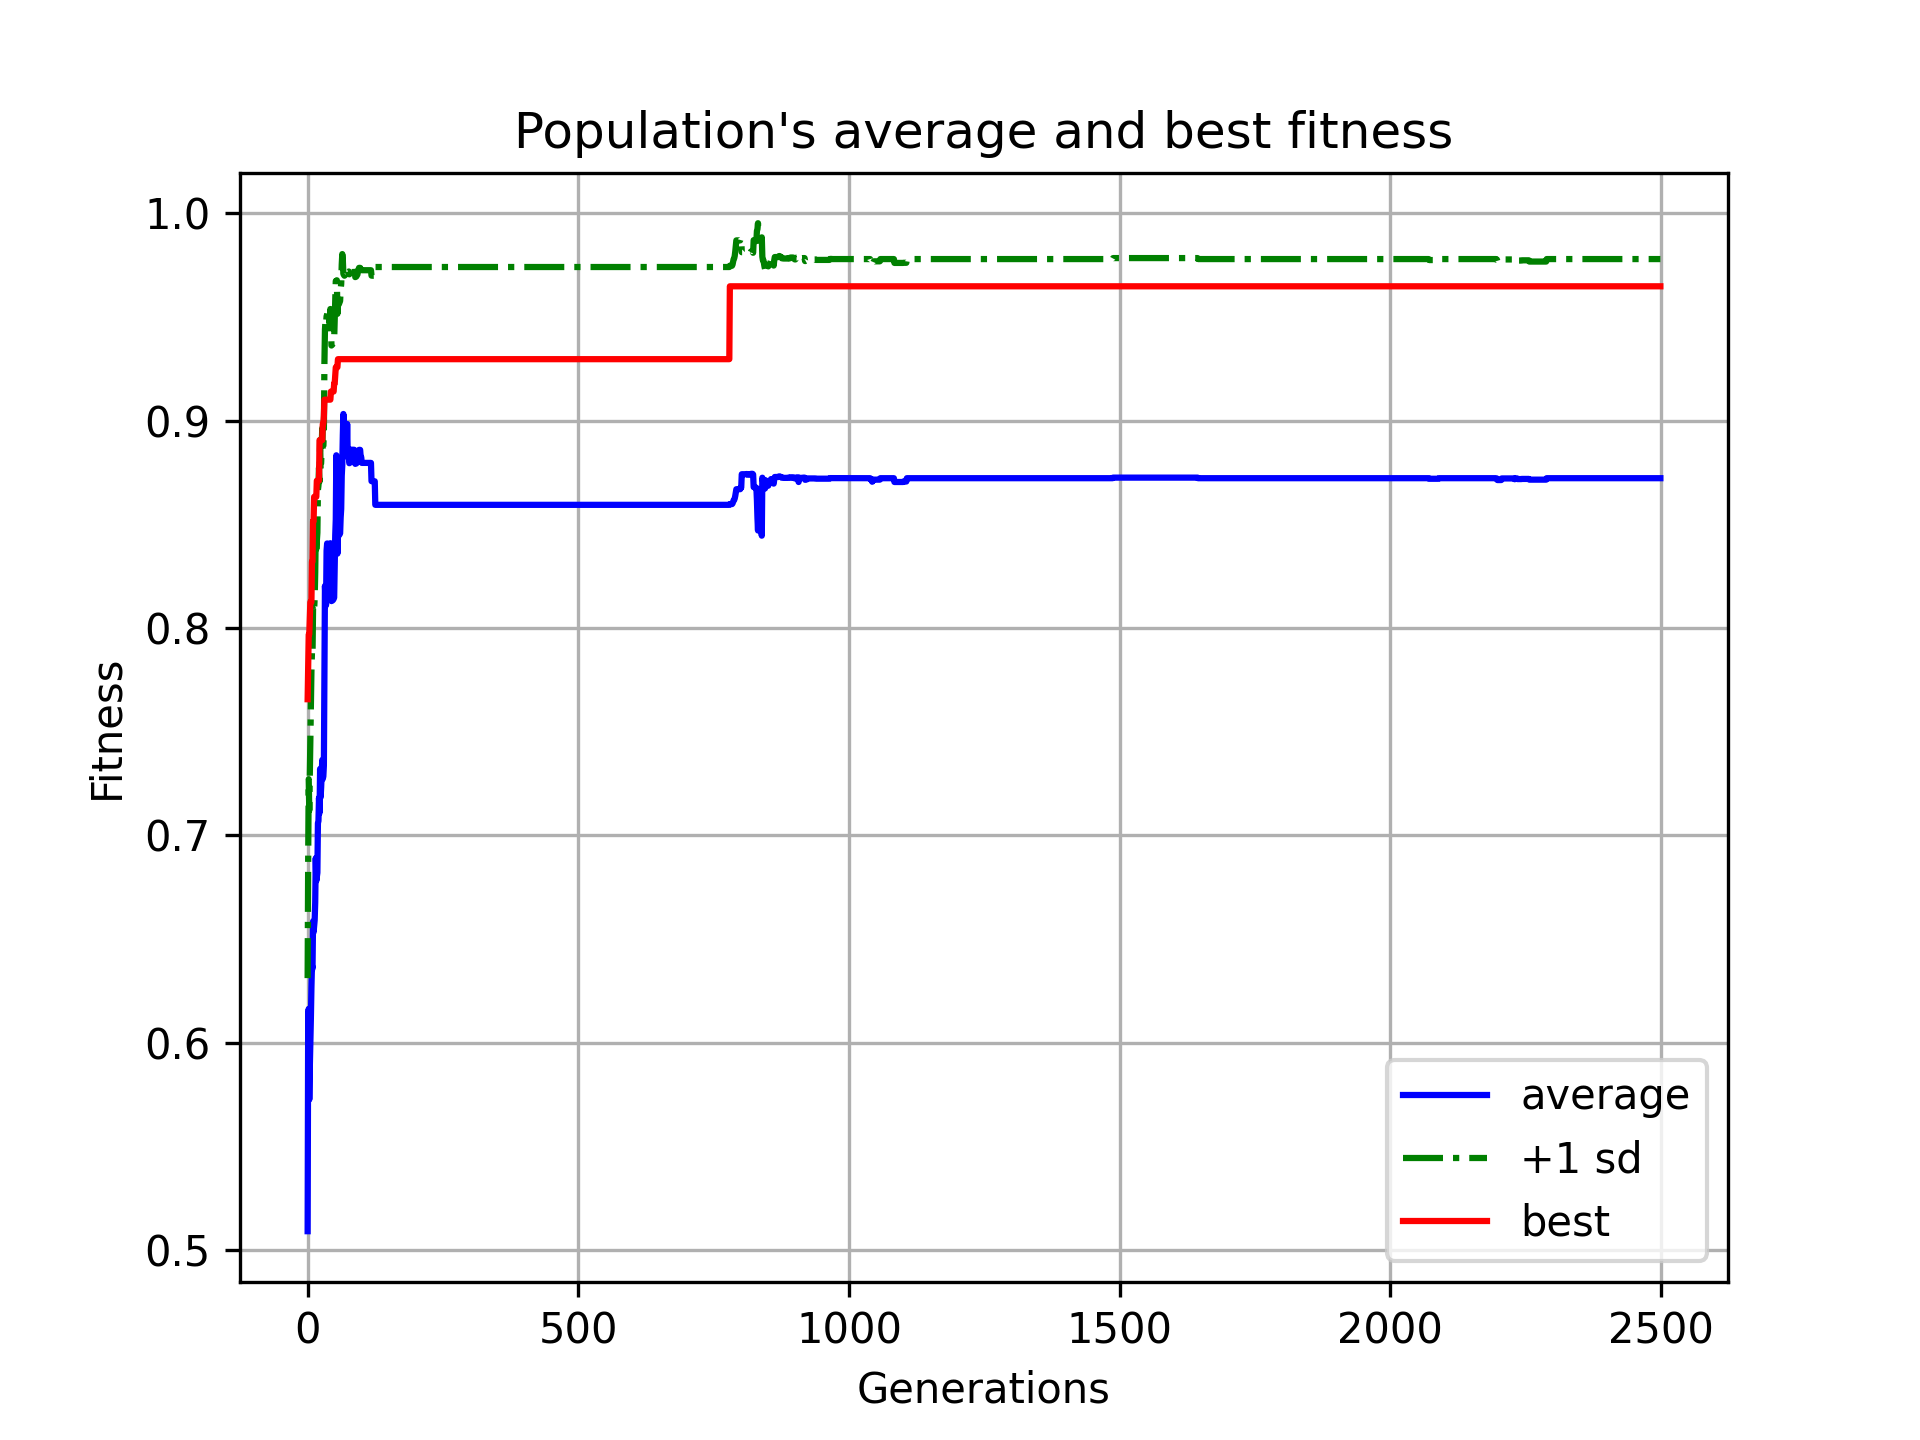 Population's average and best fitness
Fitness
1.0
0.9
0.8
0.7
0.6
0.5
0 500 1000 1500 2000 2500
Generations
average
+1 sd
best